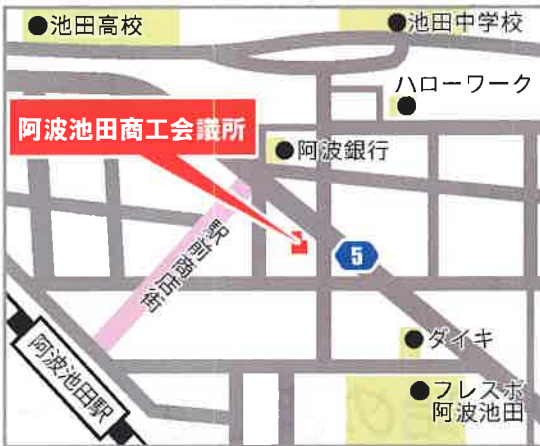 池田高校
池田中学校
ハローワーク
阿波池田商工会議所
阿波銀行
駅前商店街
5
ダイキ
阿波池田駅
フレスポ
阿波池田